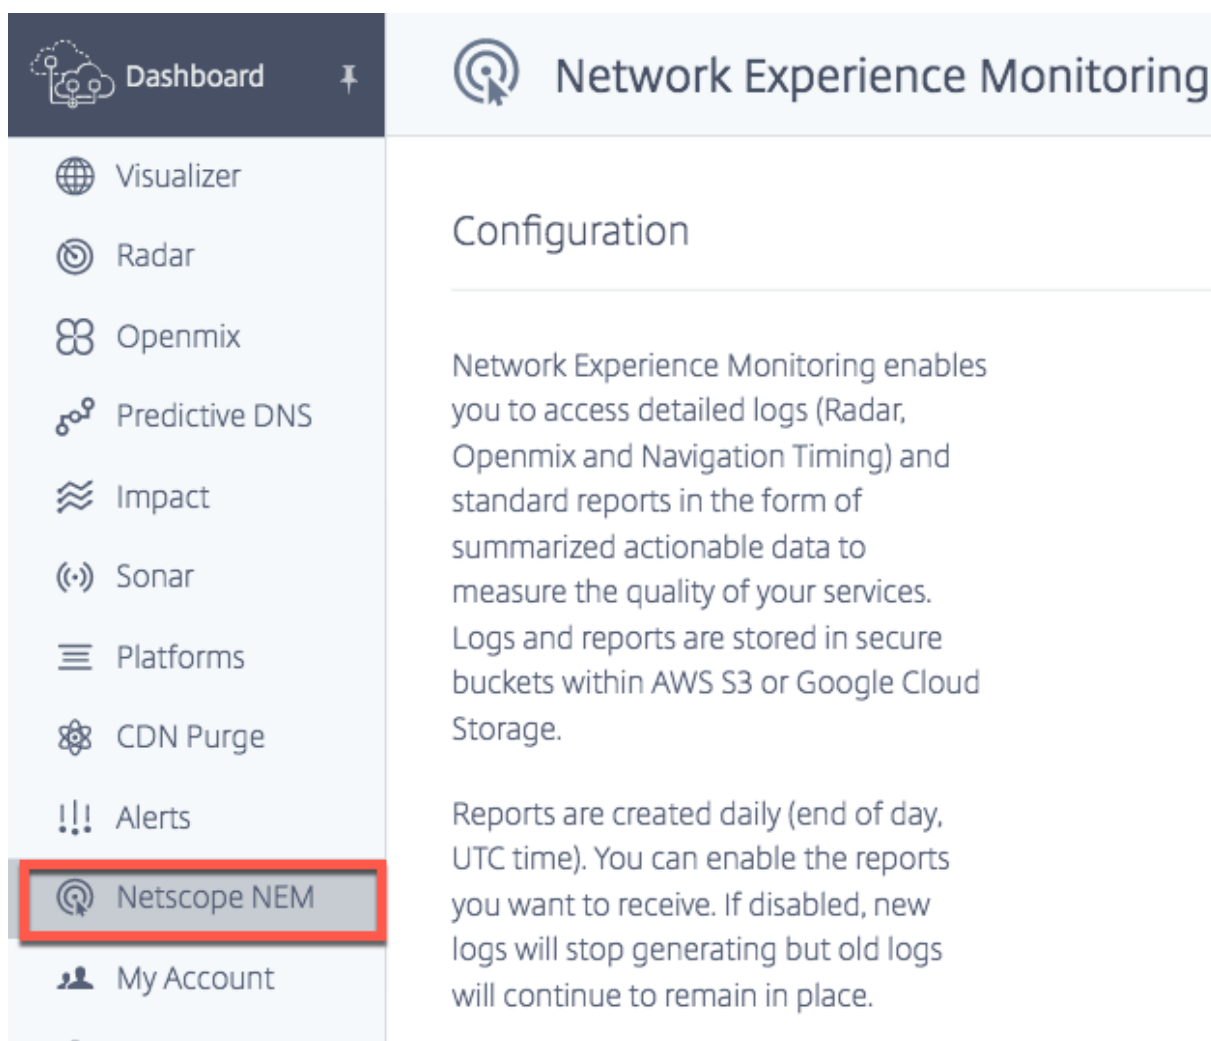 Dashboard
Network Experience Monitoring
Visualizer
Radar
Openmix
Predictive DNS
Impact
Sonar
Platforms
CDN Purge
Alerts
Netscope NEM
My Account
Configuration
Network Experience Monitoring enables
you to access detailed logs (Radar,
Openmix and Navigation Timing) and
standard reports in the form of
summarized actionable data to
measure the quality of your services.
Logs and reports are stored in secure
buckets within AWS S3 or Google Cloud
Storage.
Reports are created daily (end of day,
UTC time). You can enable the reports
you want to receive. If disabled, new
logs will stop generating but old logs
will continue to remain in place.